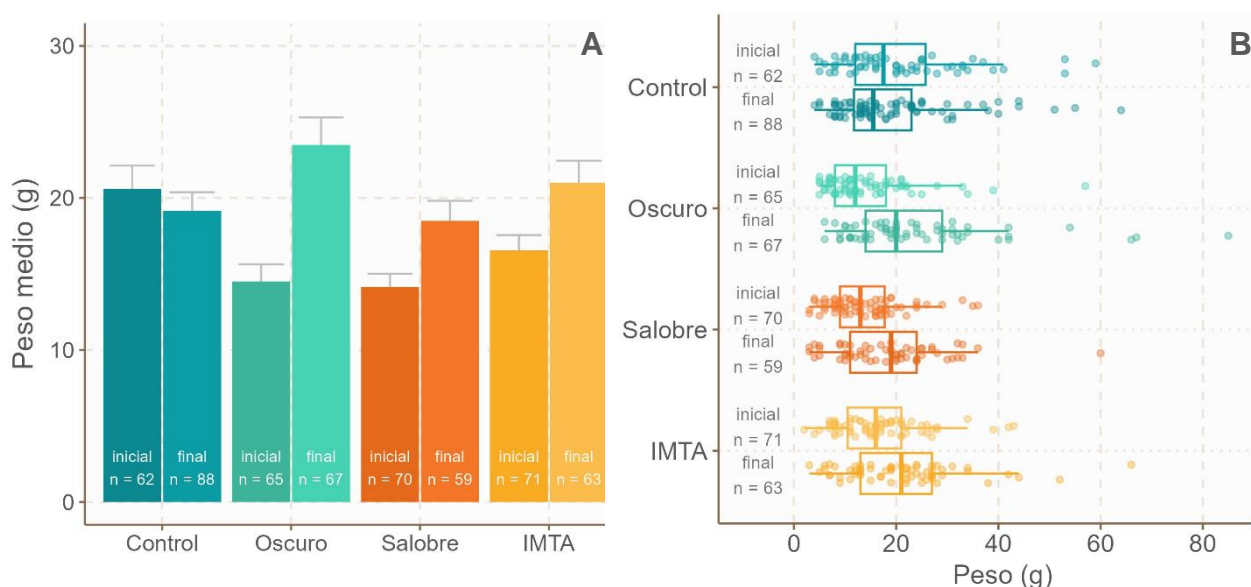 A
Peso medio (g)
30
20
10
0
inicial
n = 62
final
n = 88
inicial
n = 65
final
n = 67
inicial
n = 70
final
n = 59
inicial
n = 71
final
n = 63
Control
Oscuro
Salobre
IMTA
B
Control
inicial
n = 62
final
n = 88
Oscuro
inicial
n = 65
final
n = 67
Salobre
inicial
n = 70
final
n = 59
IMTA
inicial
n = 71
final
n = 63
0
20
40
60
80
Peso (g)